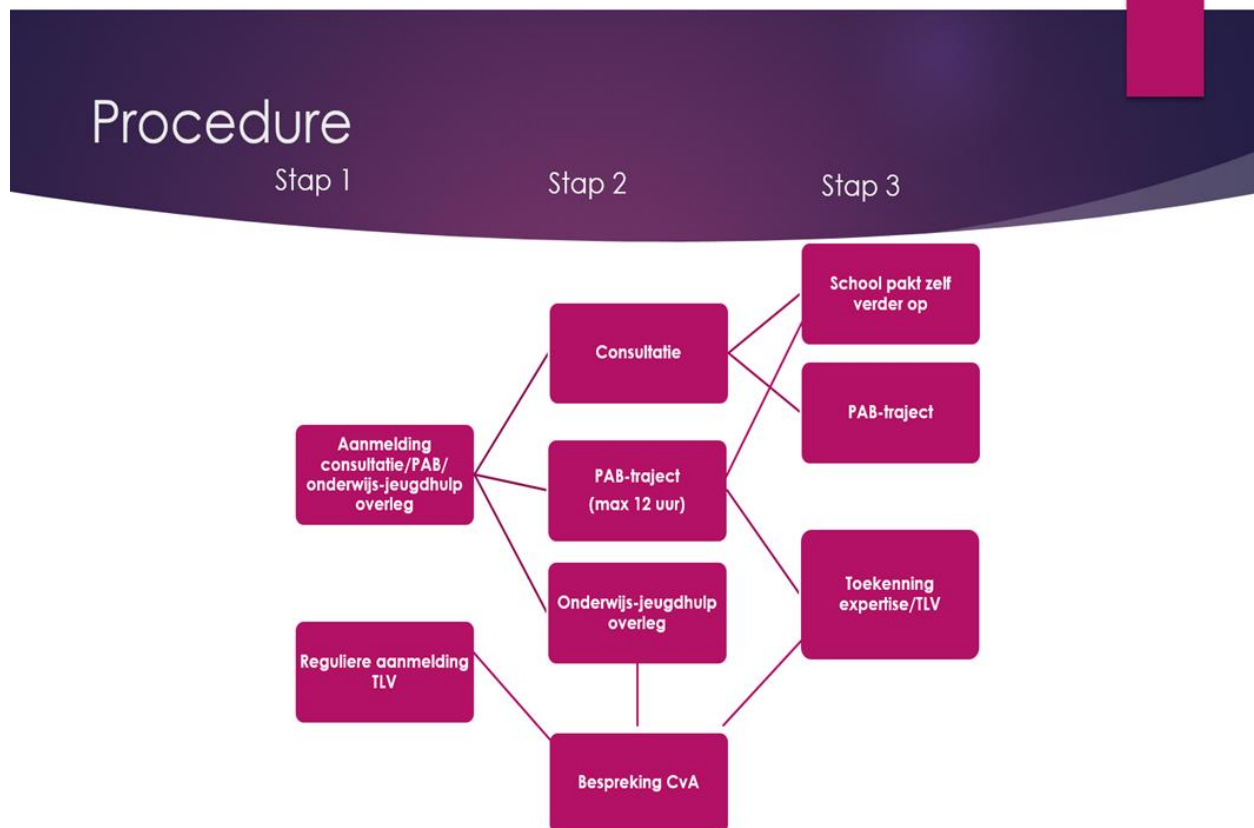 Procedure
Stap 1
Stap 2
Stap 3
Aanmelding
consultatie/PAB/
onderwijs-jeugdhulp
overleg
Reguliere aanmelding
TLV
Consultatie
PAB-traject
(max 12 uur)
Onderwijs-jeugdhulp
overleg
Bespreking CvA
School pakt zelf
verder op
PAB-traject
Toekenning
expertise/TLV